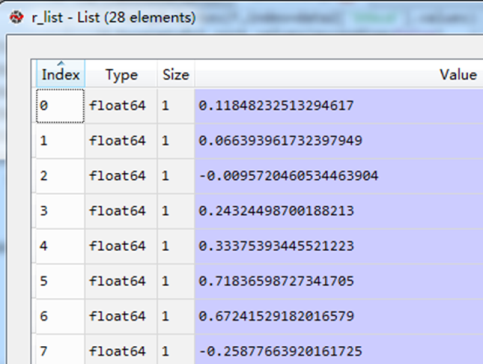 r_list - List (28 elements)
Index Type Size Value
0 float64 1 0.11848232513294617
1 float64 1 0.066393961732397949
2 float64 1 -0.0095720460534463904
3 float64 1 0.24324498700188213
4 float64 1 0.33375393445521223
5 float64 1 0.71836598727341705
6 float64 1 0.67241529182016579
7 float64 1 -0.25877663920161725